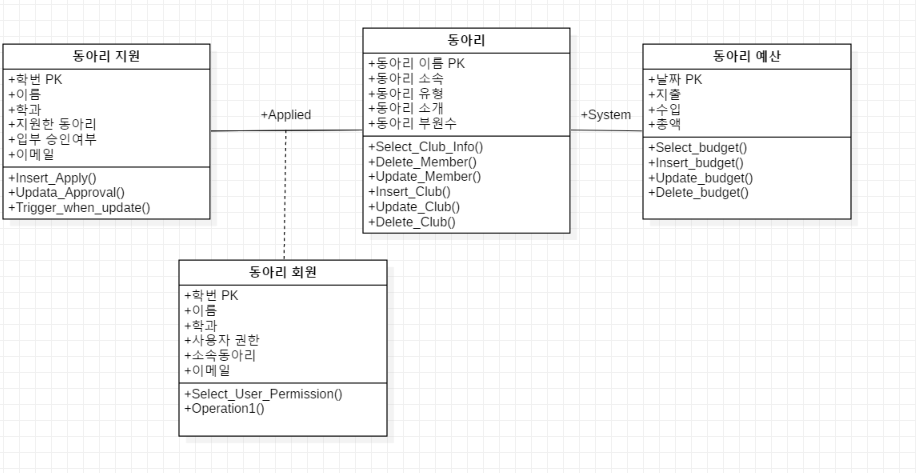 동아리 지원
+학번 PK
+이름
+학과
+지원한 동아리
+입부 승인여부
+이메일
+Insert_Apply()
+Updata_Approval()
+Trigger_when_update()
+Applied
동아리
+동아리 이름 PK
+동아리 소속
+동아리 유형
+동아리 소개
+동아리 부원수
+Select_Club_Info()
+Delete_Member()
+Update_Member()
+Insert_Club()
+Update_Club()
+Delete_Club()
+System
동아리 예산
+날짜 PK
+지출
+수입
+총액
+Select_budget()
+Insert_budget()
+Update_budget()
+Delete_budget()
동아리 회원
+학번 PK
+이름
+학과
+사용자 권한
+소속동아리
+이메일
+Select_User_Permission()
+Operation1()